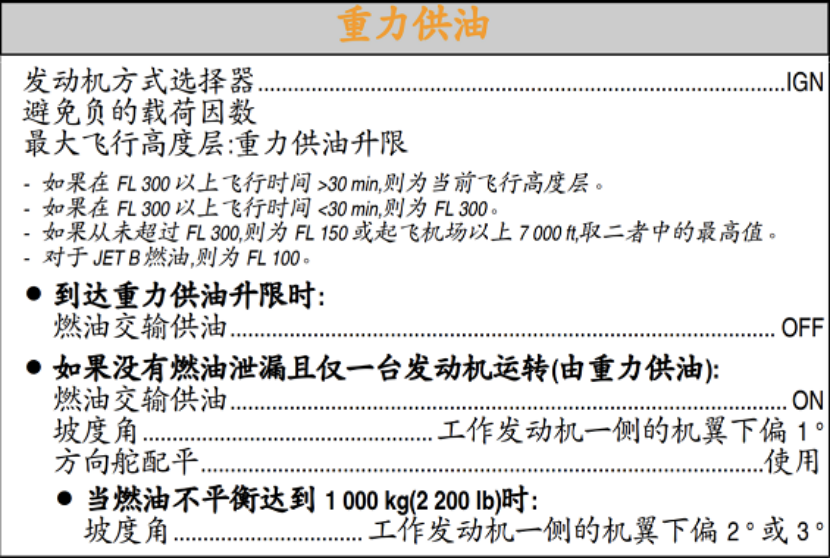 重力供油
发动机方式选择器......................................................................................IGN
避免负的载荷因数
最大飞行高度层:重力供油升限
- 如果在 FL 300 以上飞行时间 >30 min,则为当前飞行高度层。
- 如果在 FL 300 以上飞行时间 <30 min,则为 FL 300。
- 如果从未超过 FL 300,则为 FL 150 或起飞机场以上 7 000 ft,取二者中的最高值。
- 对于 JET B 燃油,则为 FL 100。
● 到达重力供油升限时:
燃油交输供油......................................................................................... OFF
● 如果没有燃油泄漏且仅一台发动机运转(由重力供油):
燃油交输供油........................................................................................... ON
坡度角............................................... 工作发动机一侧的机翼下偏 1°
方向舵配平............................................................................................使用
● 当燃油不平衡达到 1 000 kg(2 200 lb)时:
坡度角............................... 工作发动机一侧的机翼下偏 2°或 3°